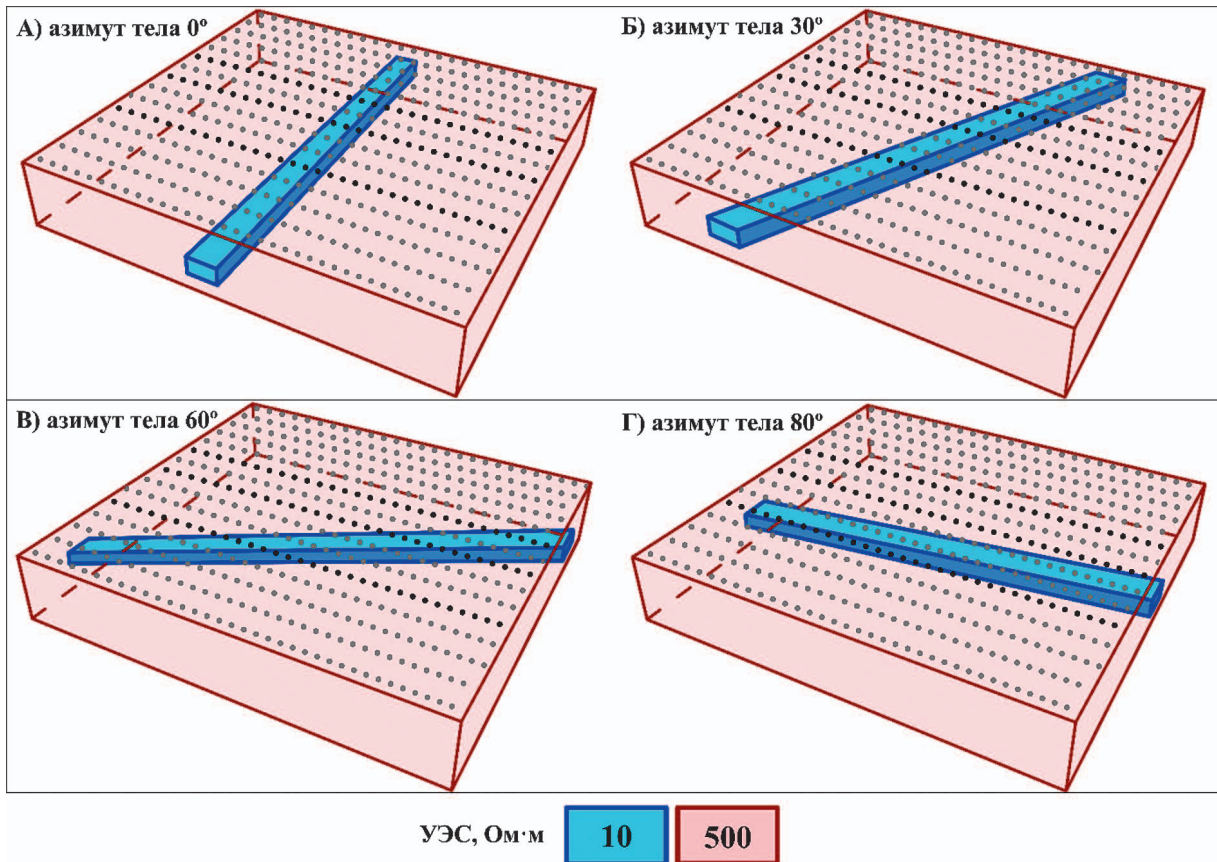 А) азимут тела 0º
Б) азимут тела 30º
В) азимут тела 60º
Г) азимут тела 80º
УЭС, Ом·м 10 500